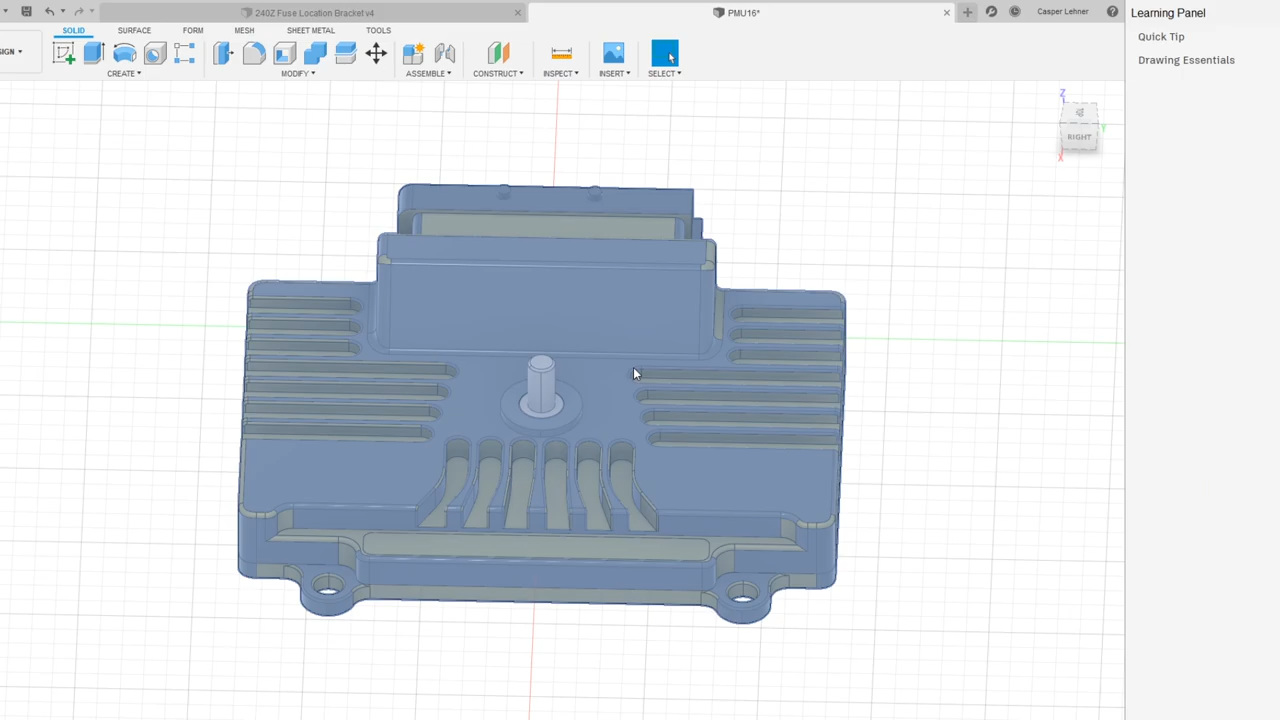 240Z Fuse Location Bracket v4
PMU16*
Casper Lehner
Learning Panel
SOLID SURFACE FORM MESH SHEET METAL TOOLS
Quick Tip
SIGN
Drawing Essentials
CREATE MODIFY ASSEMBLE CONSTRUCT INSPECT INSERT SELECT
Z
Y
RIGHT
X